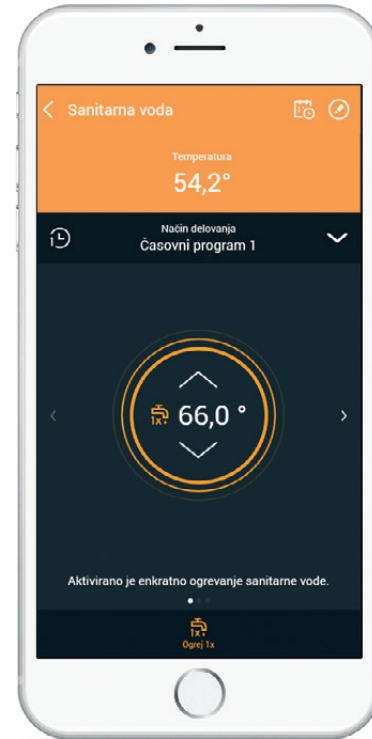 Sanitarna voda
Temperatura
54,2°
Način delovanja
Časovni program 1
1
1x
66,0 °
Aktivirano je enkratno ogrevanje sanitarne vode.
1x
Ogrej 1x